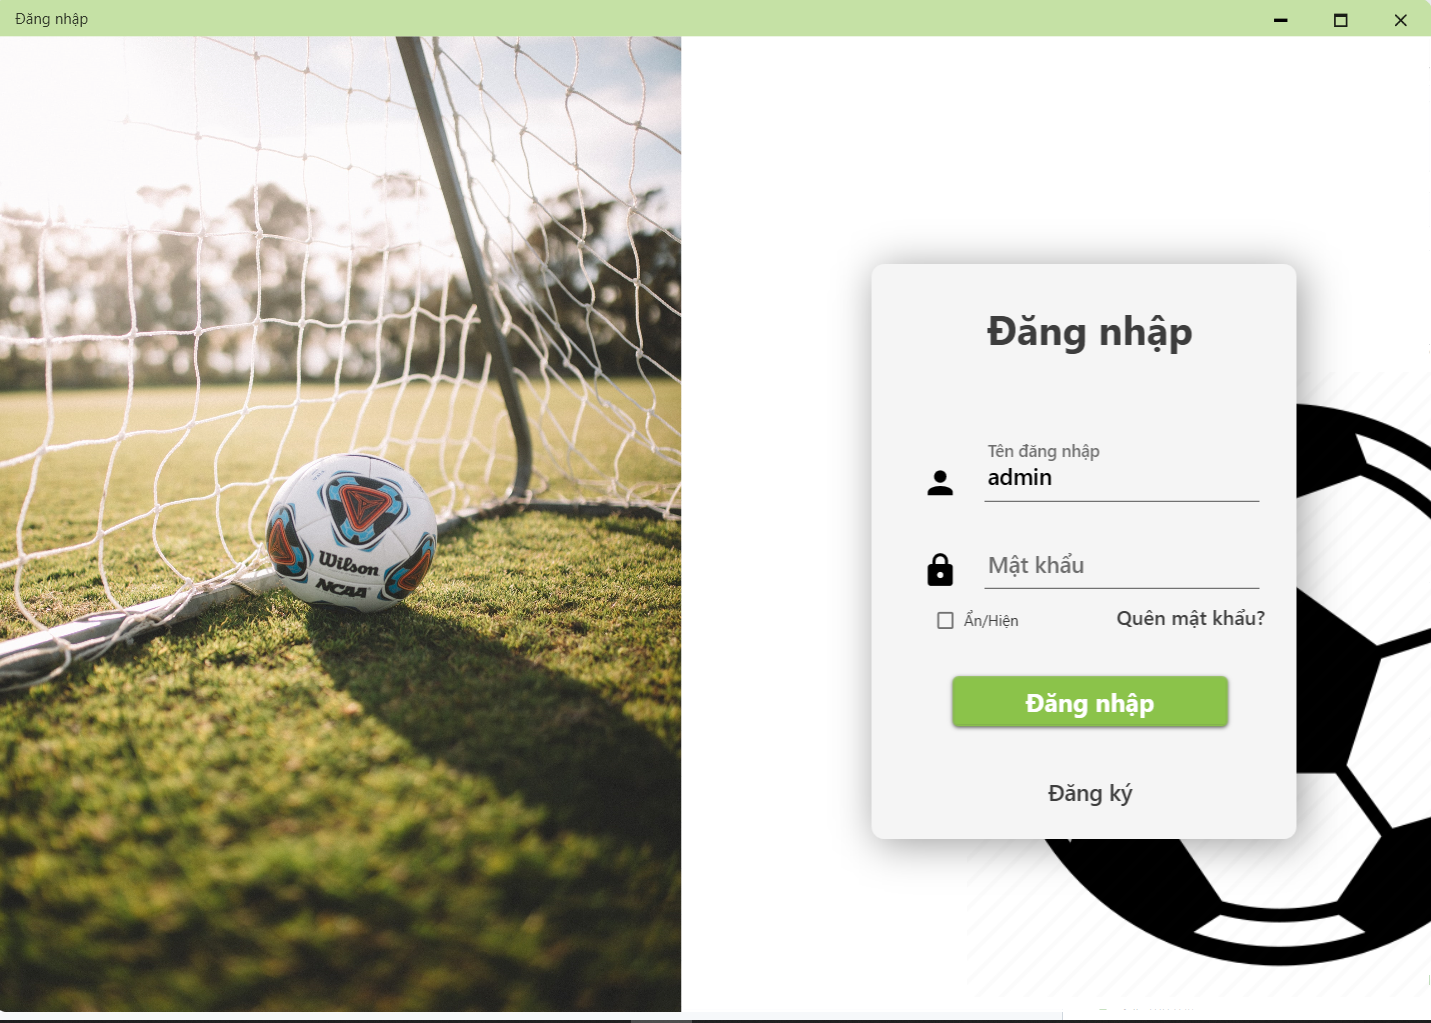 Đăng nhập
Wilson
NCAA
Đăng nhập
Tên đăng nhập
admin
Mật khẩu
Ẩn/Hiện
Quên mật khẩu?
Đăng nhập
Đăng ký